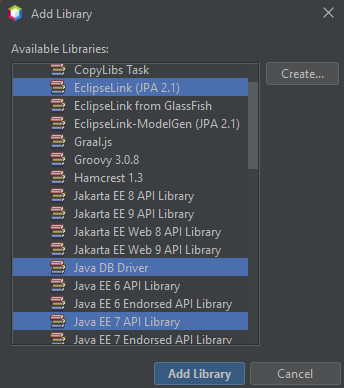 Add Library
Available Libraries:
CopyLibs Task
EclipseLink (JPA 2.1)
EclipseLink from GlassFish
EclipseLink-ModelGen (JPA 2.1)
Graal.js
Groovy 3.0.8
Hamcrest 1.3
Jakarta EE 8 API Library
Jakarta EE 9 API Library
Jakarta EE Web 8 API Library
Jakarta EE Web 9 API Library
Java DB Driver
Java EE 6 API Library
Java EE 6 Endorsed API Library
Java EE 7 API Library
Java EE 7 Endorsed API Library
Create...
Add Library
Cancel